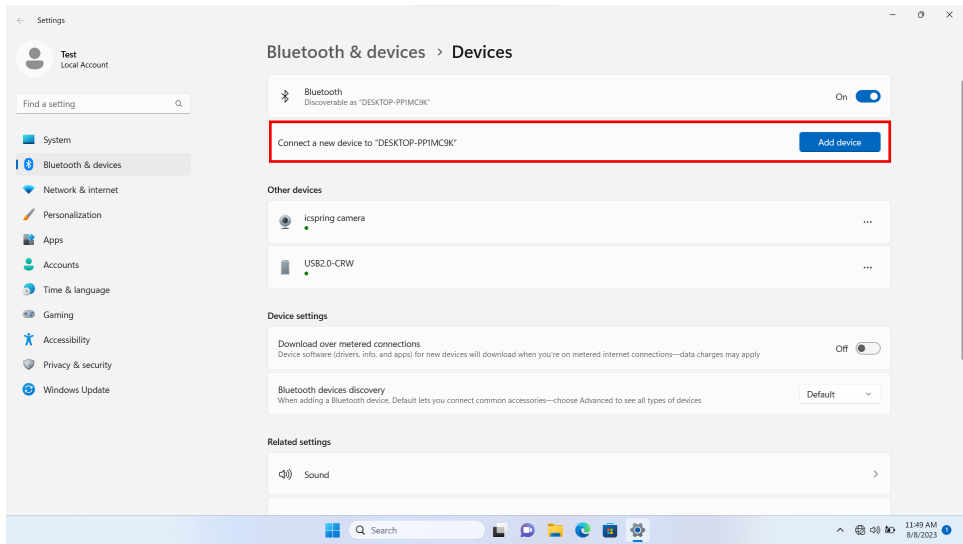 Settings
Test
Local Account
Find a setting
System
Bluetooth & devices
Network & internet
Personalization
Apps
Accounts
Time & language
Gaming
Accessibility
Privacy & security
Windows Update
Bluetooth & devices > Devices
Bluetooth
Discoverable as "DESKTOP-PP1MC9K"
On
Connect a new device to "DESKTOP-PP1MC9K"
Add device
Other devices
icspring camera
USB2.0-CRW
Device settings
Download over metered connections
Device software (drivers, info, and apps) for new devices will download when you're on metered internet connections—data charges may apply
Off
Bluetooth devices discovery
When adding a Bluetooth device, Default lets you connect common accessories—choose Advanced to see all types of devices
Default
Related settings
Sound
Search
11:49 AM
8/8/2023
1